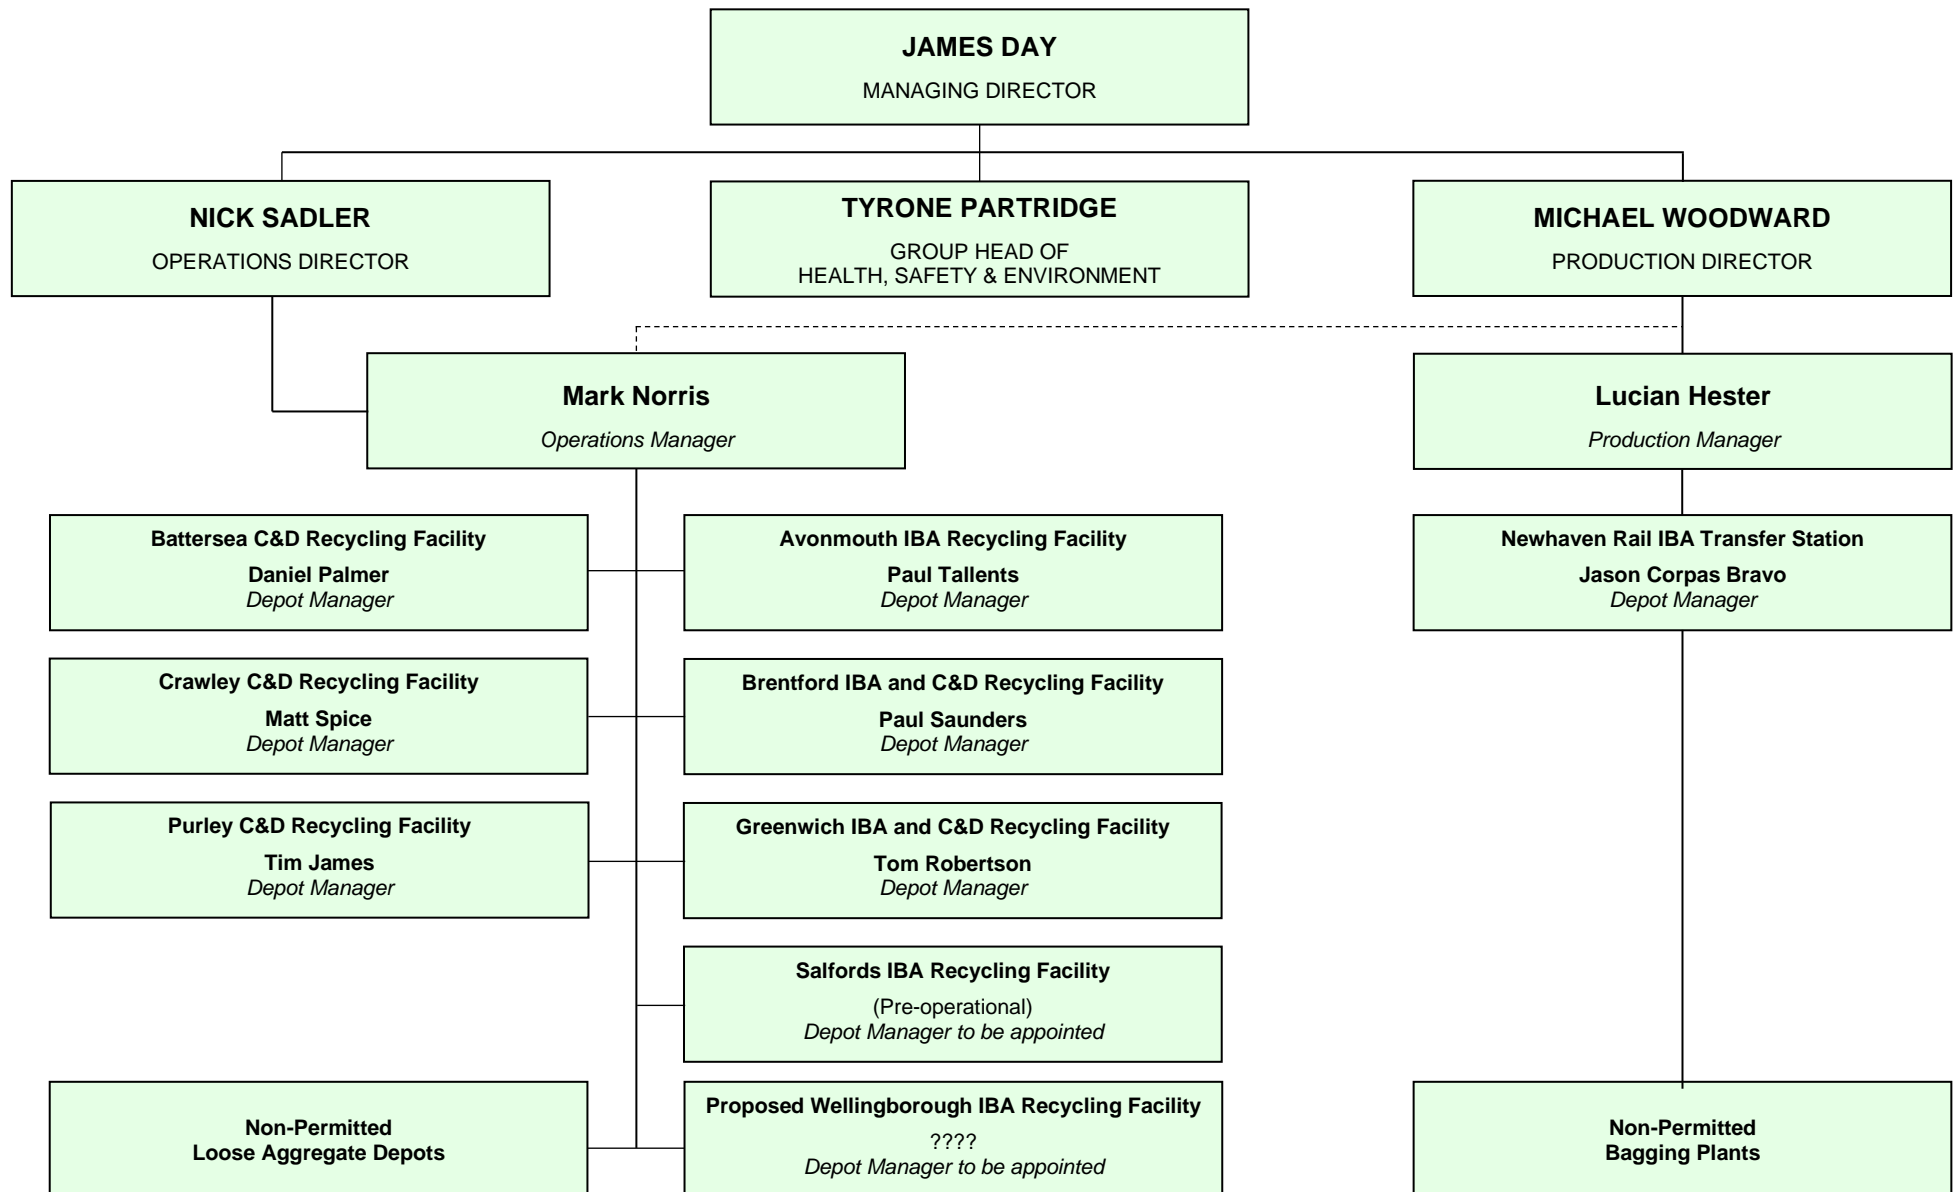 JAMES DAY
MANAGING DIRECTOR
NICK SADLER
OPERATIONS DIRECTOR
TYRONE PARTRIDGE
GROUP HEAD OF
HEALTH, SAFETY & ENVIRONMENT
MICHAEL WOODWARD
PRODUCTION DIRECTOR
Mark Norris
Operations Manager
Lucian Hester
Production Manager
Battersea C&D Recycling Facility
Daniel Palmer
Depot Manager
Avonmouth IBA Recycling Facility
Paul Tallents
Depot Manager
Newhaven Rail IBA Transfer Station
Jason Corpas Bravo
Depot Manager
Crawley C&D Recycling Facility
Matt Spice
Depot Manager
Brentford IBA and C&D Recycling Facility
Paul Saunders
Depot Manager
Purley C&D Recycling Facility
Tim James
Depot Manager
Greenwich IBA and C&D Recycling Facility
Tom Robertson
Depot Manager
Salfords IBA Recycling Facility
(Pre-operational)
Depot Manager to be appointed
Non-Permitted
Loose Aggregate Depots
Proposed Wellingborough IBA Recycling Facility
????
Depot Manager to be appointed
Non-Permitted
Bagging Plants